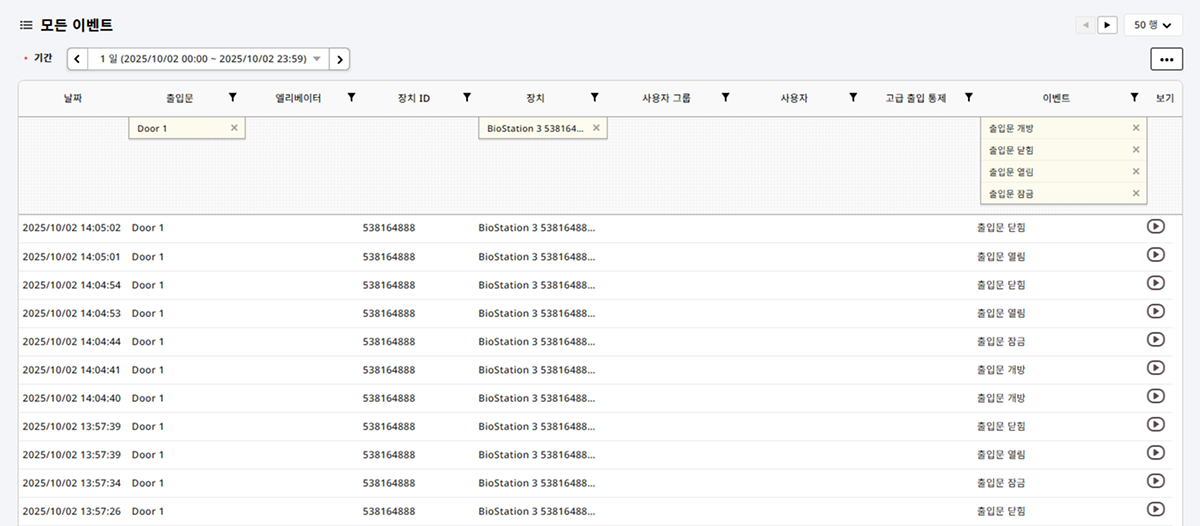 모든 이벤트
50 행
• 기간 1 일 (2025/10/02 00:00 ~ 2025/10/02 23:59)
날짜 출입문 엘리베이터 장치 ID 장치 사용자 그룹 사용자 고급 출입 통제 이벤트 보기
Door 1 BioStation 3 538164... 출입문 개방
출입문 닫힘
출입문 열림
출입문 잠금
2025/10/02 14:05:02 Door 1 538164888 BioStation 3 53816488... 출입문 닫힘
2025/10/02 14:05:01 Door 1 538164888 BioStation 3 53816488... 출입문 열림
2025/10/02 14:04:54 Door 1 538164888 BioStation 3 53816488... 출입문 닫힘
2025/10/02 14:04:53 Door 1 538164888 BioStation 3 53816488... 출입문 열림
2025/10/02 14:04:44 Door 1 538164888 BioStation 3 53816488... 출입문 잠금
2025/10/02 14:04:41 Door 1 538164888 BioStation 3 53816488... 출입문 개방
2025/10/02 14:04:40 Door 1 538164888 BioStation 3 53816488... 출입문 개방
2025/10/02 13:57:39 Door 1 538164888 BioStation 3 53816488... 출입문 닫힘
2025/10/02 13:57:39 Door 1 538164888 BioStation 3 53816488... 출입문 열림
2025/10/02 13:57:34 Door 1 538164888 BioStation 3 53816488... 출입문 잠금
2025/10/02 13:57:26 Door 1 538164888 BioStation 3 53816488... 출입문 닫힘